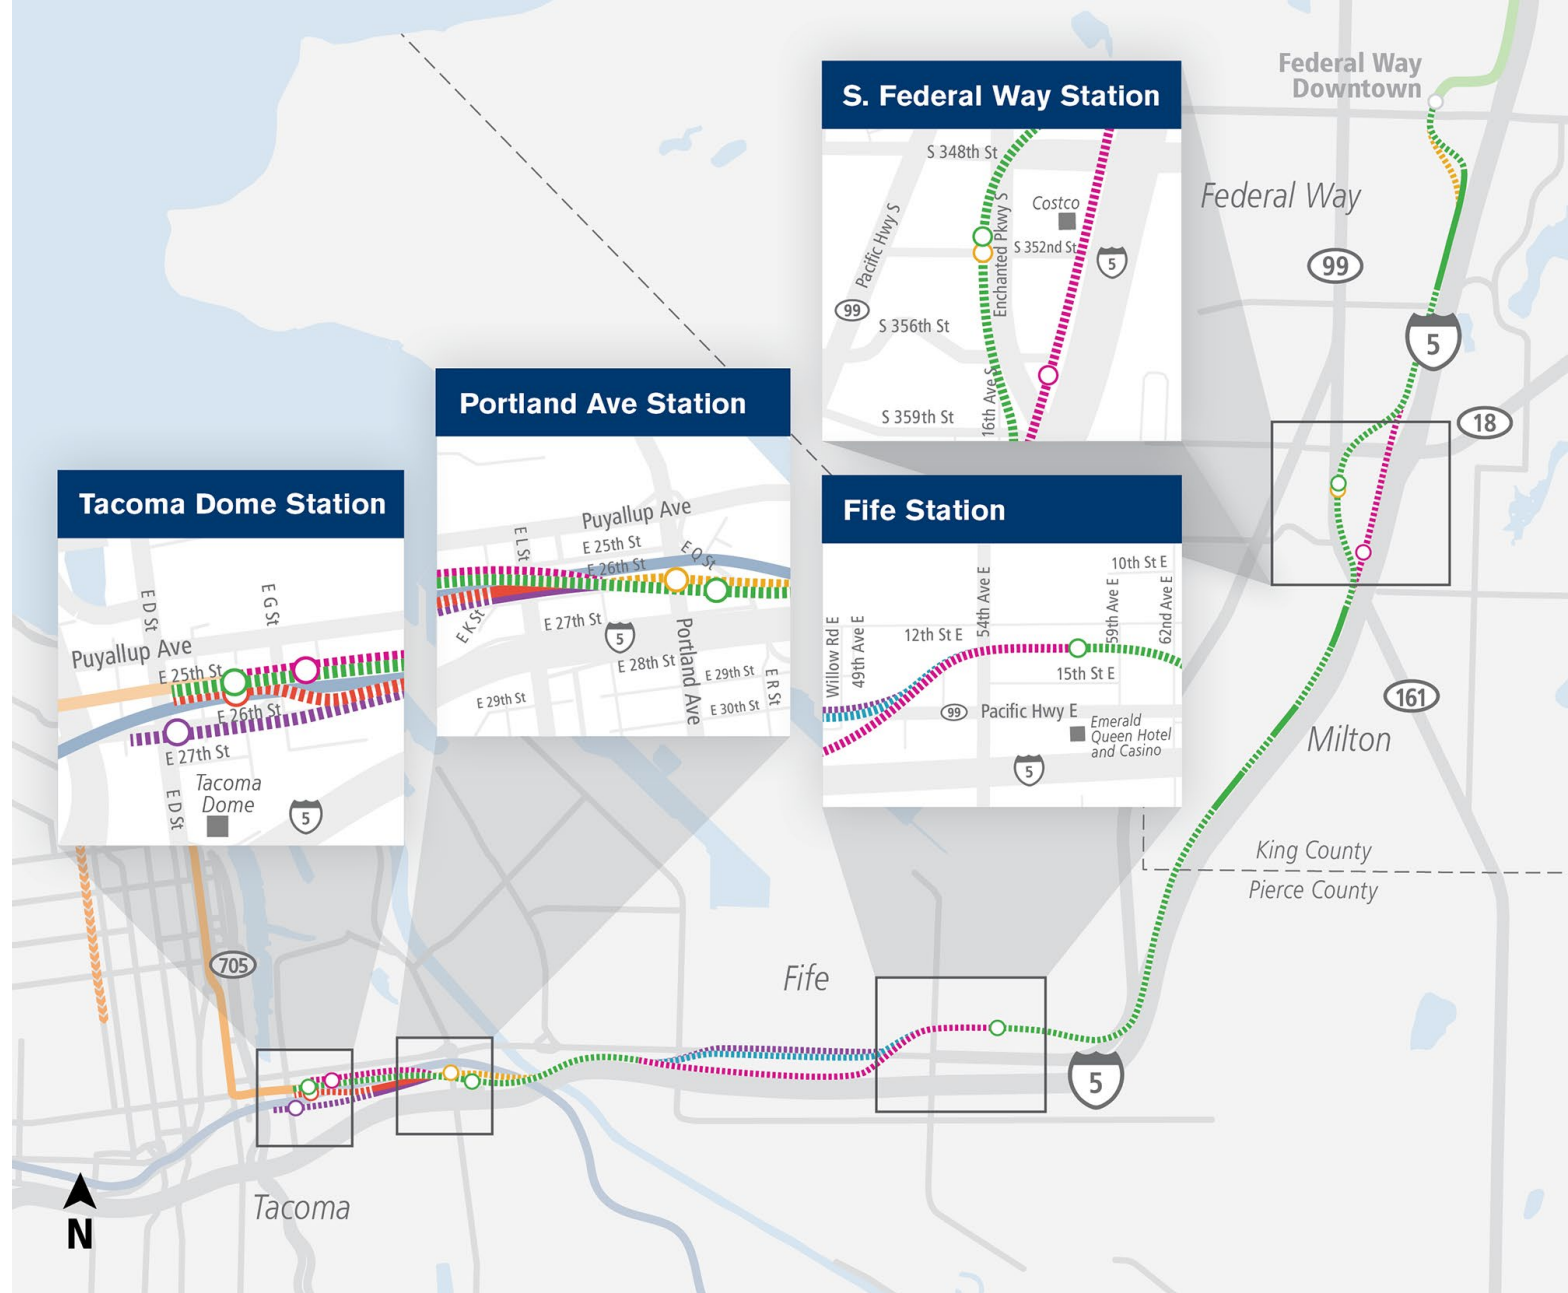 Federal Way
Downtown
S. Federal Way Station
S 348th St
Costco
Pacific Hwy S
Enchanted Pkwy S
S 352nd St
5
99
S 356th St
16th Ave S
S 359th St
Federal Way
99
5
18
Portland Ave Station
Puyallup Ave
E L St
E 25th St
E Q St
E 26th St
E K St
E 27th St
5
Portland Ave
E 28th St
E 29th St
E R St
E 29th St
E 30th St
Tacoma Dome Station
E D St
E G St
Puyallup Ave
E 25th St
E 26th St
E 27th St
Tacoma
Dome
E D St
5
Fife Station
10th St E
54th Ave E
59th Ave E
62nd Ave E
Willow Rd E
49th Ave E
12th St E
15th St E
99
Pacific Hwy E
Emerald
Queen Hotel
and Casino
5
161
Milton
King County
Pierce County
705
Fife
5
Tacoma
N